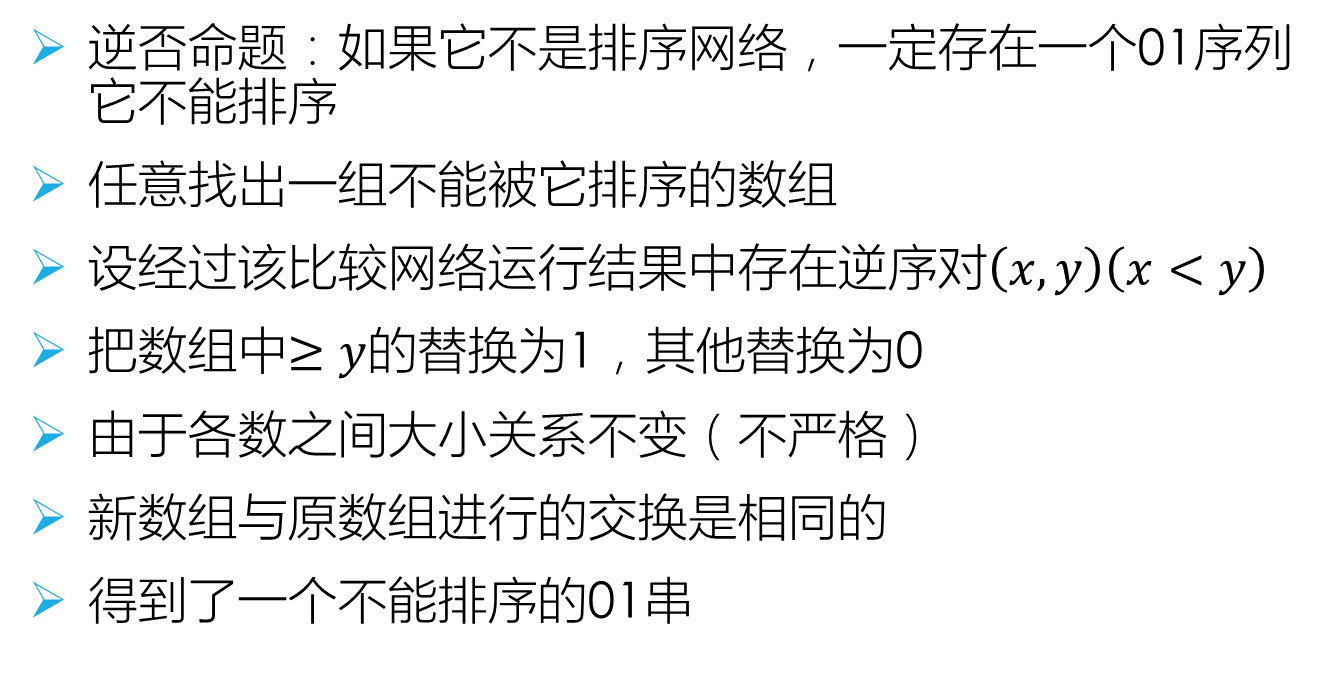 逆否命题：如果它不是排序网络，一定存在一个01序列
它不能排序
任意找出一组不能被它排序的数组
设经过该比较网络运行结果中存在逆序对(x, y)(x < y)
把数组中≥ y的替换为1，其他替换为0
由于各数之间大小关系不变（不严格）
新数组与原数组进行的交换是相同的
得到了一个不能排序的01串